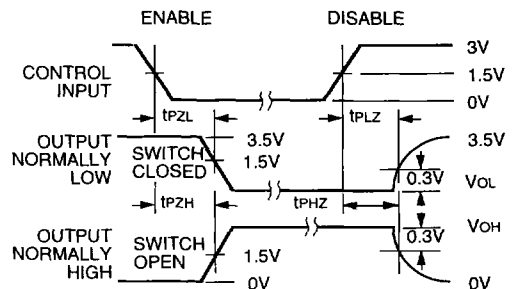 ENABLE DISABLE
3V
CONTROL INPUT 1.5V
0V
tPZL tPLZ
OUTPUT NORMALLY LOW
SWITCH CLOSED
3.5V
1.5V
3.5V
0.3V VOL
tPZH tPHZ
VOH
0.3V
OUTPUT NORMALLY HIGH
SWITCH OPEN
1.5V
0V
0V